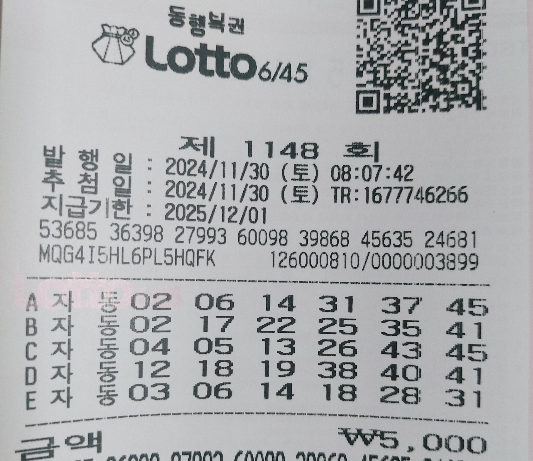 동행복권
Lotto 6/45
제 1148 회
발 행 일 : 2024/11/30 (토) 08:07:42
추 첨 일 : 2024/11/30 (토) TR:1677746266
지급기한 : 2025/12/01
53685 36398 27993 60098 39868 45635 24681
MQG4I5HL6PL5HQFK 126000810/0000003899
A 자 동 02 06 14 31 37 45
B 자 동 02 17 22 25 35 41
C 자 동 04 05 13 26 43 45
D 자 동 12 18 19 38 40 41
E 자 동 03 06 14 18 28 31
금액 ₩5,000